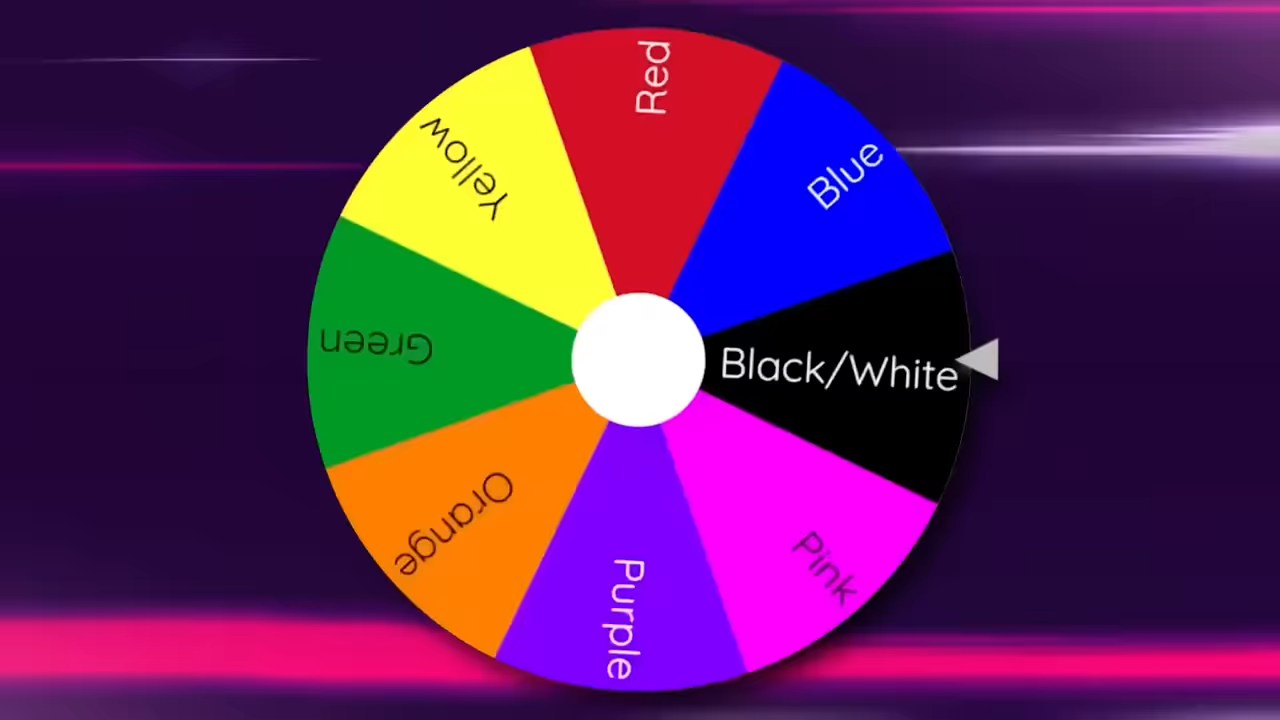 Red
Blue
Black/White
Pink
Purple
Orange
Green
Yellow